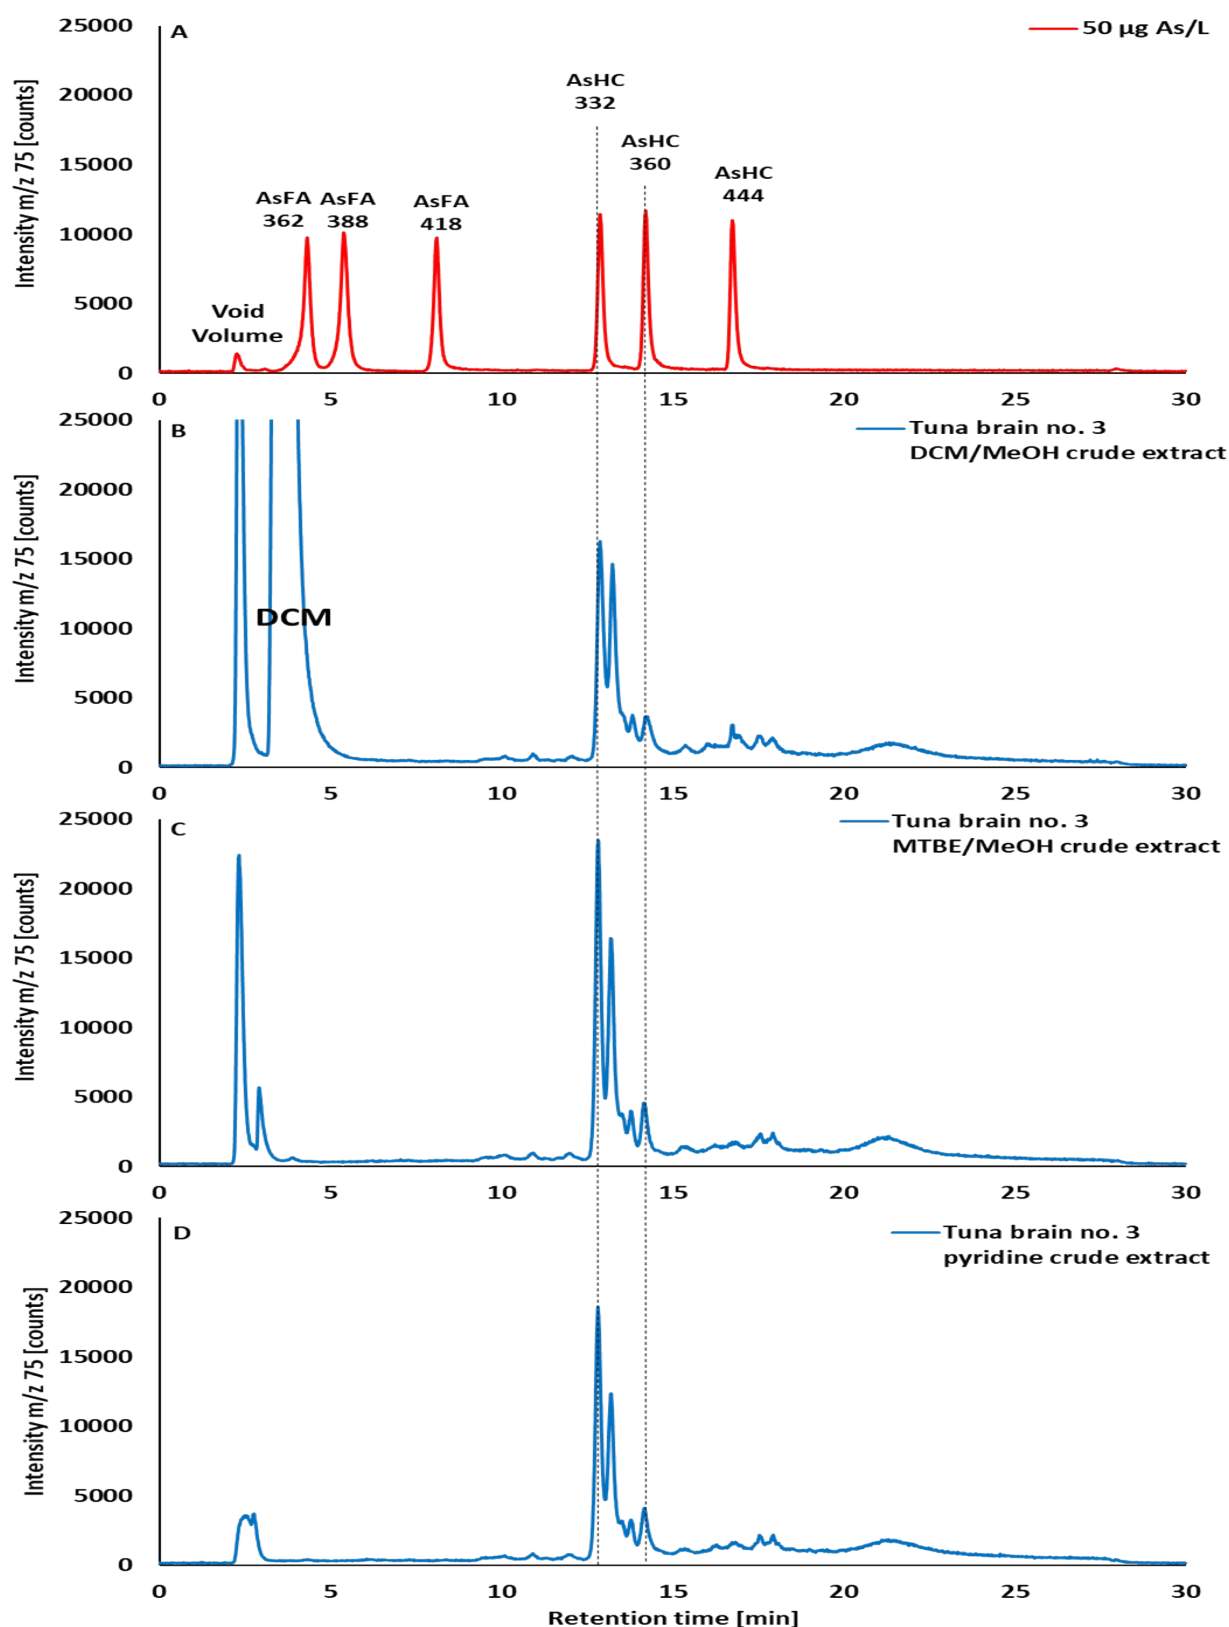 25000
A
50 µg As/L
20000
AsHC
332
15000
AsHC
360
AsHC
444
AsFA
362
AsFA
388
AsFA
418
10000
5000
Void
Volume
0
Intensity m/z 75 [counts]
0 5 10 15 20 25 30
25000
B
Tuna brain no. 3
DCM/MeOH crude extract
20000
15000
10000
DCM
5000
0
Intensity m/z 75 [counts]
0 5 10 15 20 25 30
25000
C
Tuna brain no. 3
MTBE/MeOH crude extract
20000
15000
10000
5000
0
Intensity m/z 75 [counts]
0 5 10 15 20 25 30
25000
D
Tuna brain no. 3
pyridine crude extract
20000
15000
10000
5000
0
Intensity m/z 75 [counts]
0 5 10 15 20 25 30
Retention time [min]